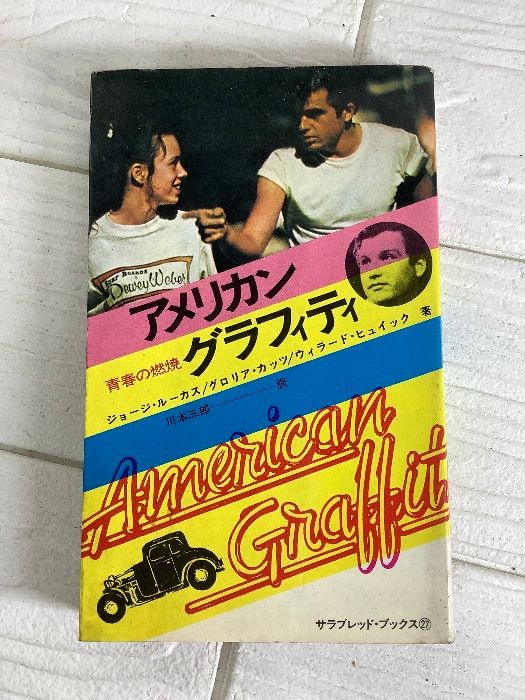 SURF BOARDS
Dewey Weber
アメリカン
グラフィティ
青春の燃焼
ジョージ・ルーカス/グロリア・カッツ/ウィラード・ヒュイック 著
川本三郎 訳
American
Graffiti
サラブレッド・ブックス㉗